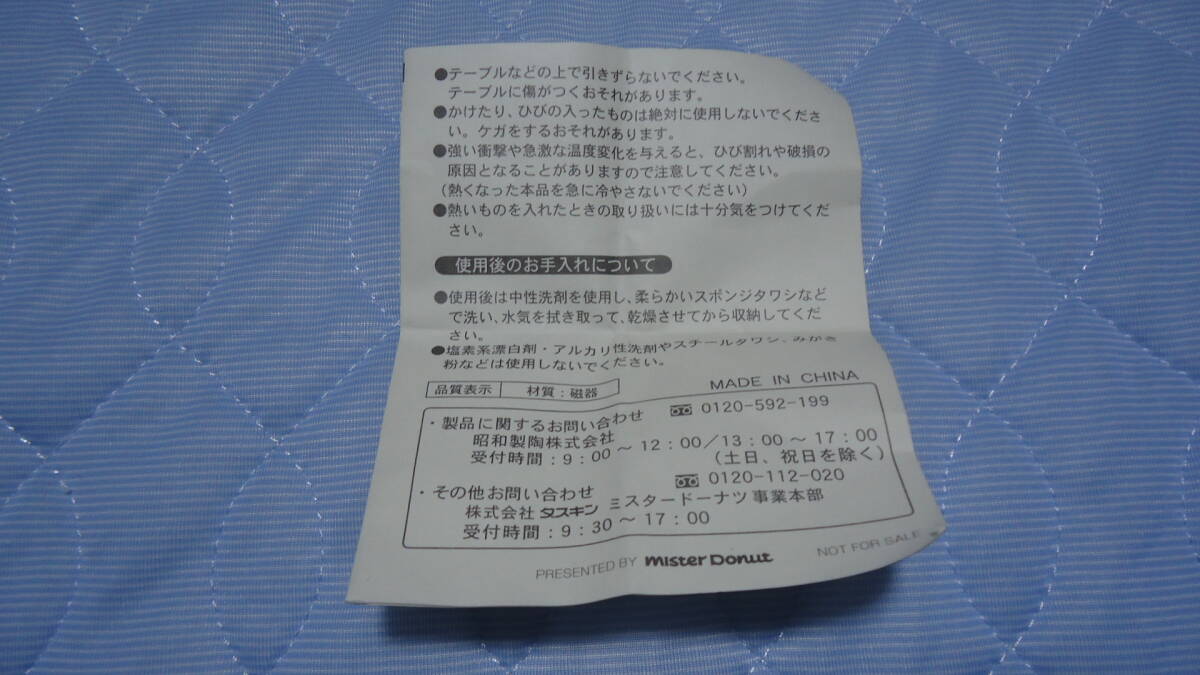 ●テーブルなどの上で引きずらないでください。
テーブルに傷がつくおそれがあります。
●かけたり、ひびの入ったものは絶対に使用しないでくださ
い。ケガをするおそれがあります。
●強い衝撃や急激な温度変化を与えると、ひび割れや破損の
原因となることがありますので注意してください。
(熱くなった本品を急に冷やさないでください)
●熱いものを入れたときの取り扱いには十分気をつけてくだ
さい。
使用後のお手入れについて
●使用後は中性洗剤を使用し、柔らかいスポンジタワシなど
で洗い、水気を拭き取って、乾燥させてから収納してくだ
さい。
●塩素系漂白剤・アルカリ性洗剤やスチールタワシ、みがき
粉などは使用しないでください。
品質表示 材質:磁器
MADE IN CHINA
・製品に関するお問い合わせ 0120-592-199
昭和製陶株式会社
受付時間:9:00~12:00/13:00~17:00
(土日、祝日を除く)
・その他お問い合わせ 0120-112-020
株式会社ダスキン ミスタードーナツ事業本部
受付時間:9:30~17:00
PRESENTED BY mister Donut NOT FOR SALE